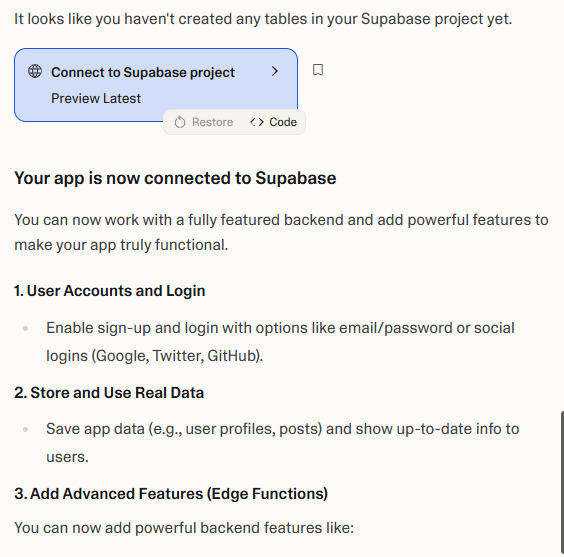 It looks like you haven't created any tables in your Supabase project yet.
Connect to Supabase project
Preview Latest
Restore
Code
Your app is now connected to Supabase
You can now work with a fully featured backend and add powerful features to
make your app truly functional.
1. User Accounts and Login
Enable sign-up and login with options like email/password or social
logins (Google, Twitter, GitHub).
2. Store and Use Real Data
Save app data (e.g., user profiles, posts) and show up-to-date info to
users.
3. Add Advanced Features (Edge Functions)
You can now add powerful backend features like: